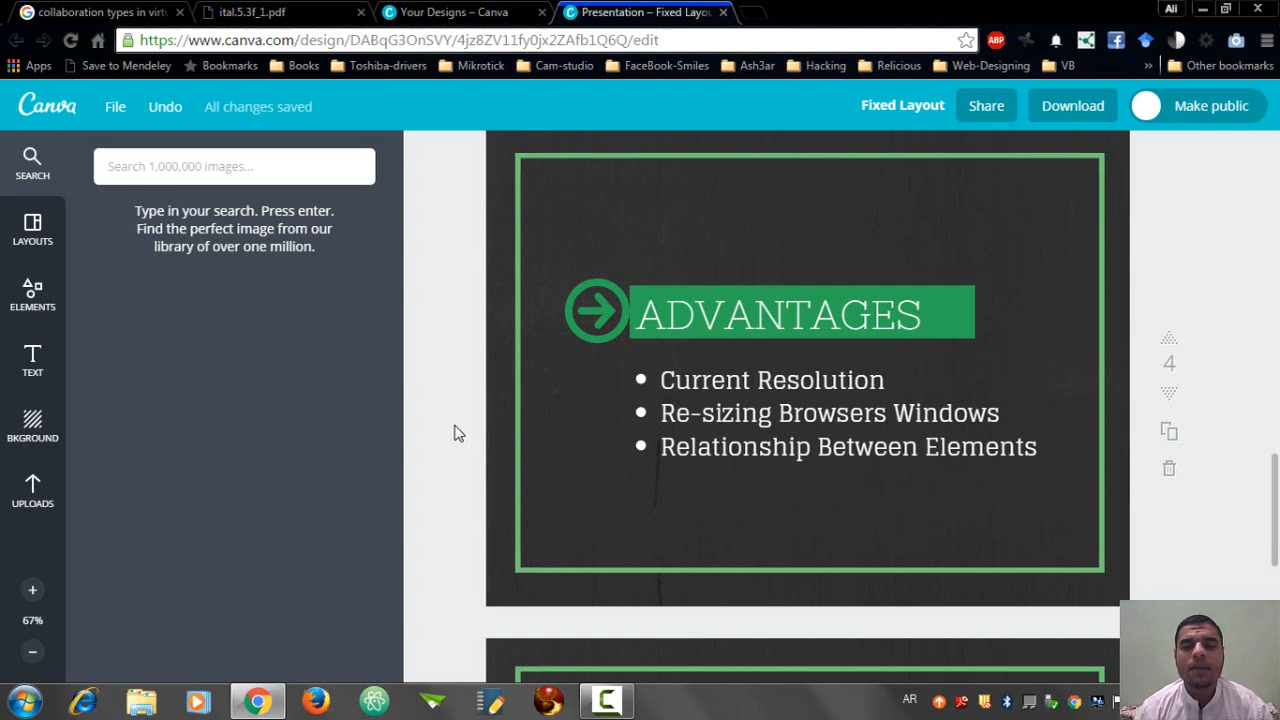 collaboration types in virtu
ital.5.3f_1.pdf
Your Designs – Canva
Presentation – Fixed Layou
Ali
https://www.canva.com/design/DABqG3OnSVY/4jz8ZV11fy0jx2ZAfb1Q6Q/edit
ABP
Apps
Save to Mendeley
Bookmarks
Books
Toshiba-drivers
Mikrotick
Cam-studio
FaceBook-Smiles
Ash3ar
Hacking
Relicious
Web-Designing
VB
»
Other bookmarks
Canva
File
Undo
All changes saved
Fixed Layout
Share
Download
Make public
SEARCH
LAYOUTS
ELEMENTS
TEXT
BKGROUND
UPLOADS
+
67%
−
Search 1,000,000 images...
Type in your search. Press enter.
Find the perfect image from our
library of over one million.
ADVANTAGES
• Current Resolution
• Re-sizing Browsers Windows
• Relationship Between Elements
4
AR